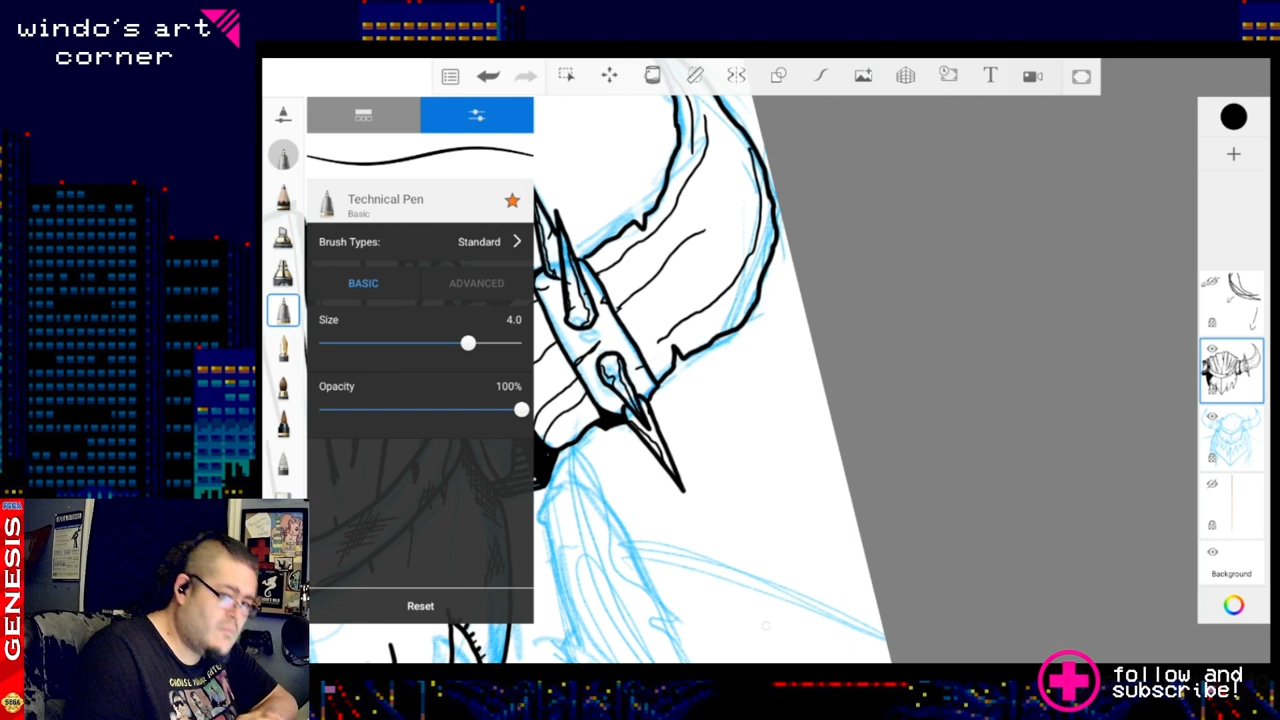 windo's art
corner
T
Technical Pen
Basic
Brush Types: Standard
BASIC ADVANCED
Size 4.0
Opacity 100%
Reset
Background
SEGA
GENESIS
follow and
subscribe!